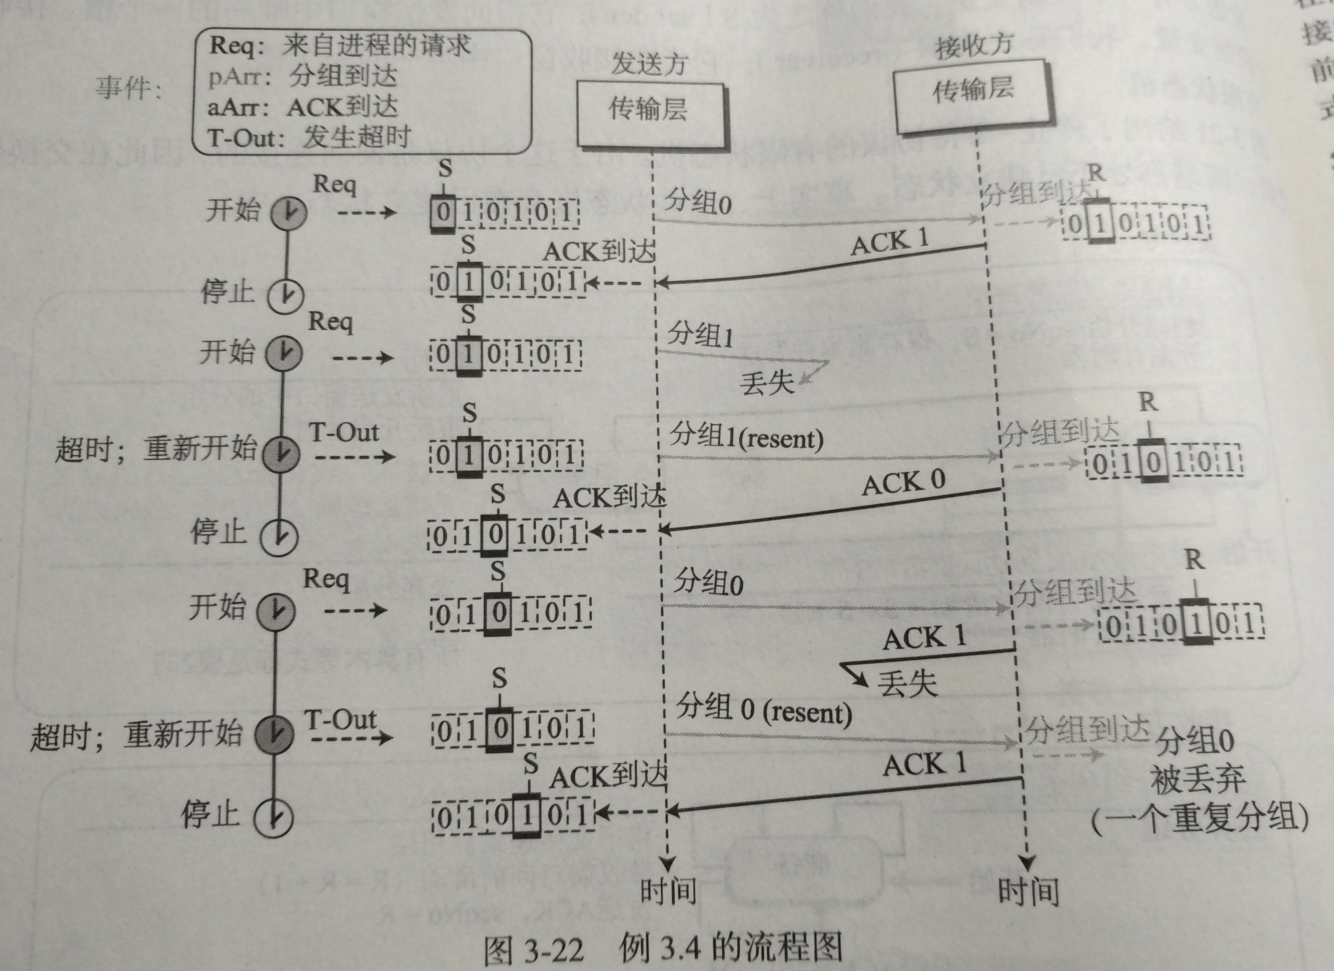 事件：
Req：来自进程的请求
pArr：分组到达
aArr：ACK到达
T-Out：发生超时
发送方
传输层
接收方
传输层
开始
Req
S
0 1 0 1 0 1
分组0
分组到达
R
0 1 0 1 0 1
停止
S
0 1 0 1 0 1
ACK到达
ACK 1
开始
Req
S
0 1 0 1 0 1
分组1
丢失
超时；重新开始
T-Out
S
0 1 0 1 0 1
分组1(resent)
分组到达
R
0 1 0 1 0 1
停止
S
0 1 0 1 0 1
ACK到达
ACK 0
开始
Req
S
0 1 0 1 0 1
分组0
分组到达
R
0 1 0 1 0 1
ACK 1
丢失
超时；重新开始
T-Out
S
0 1 0 1 0 1
分组 0 (resent)
分组到达
分组0
被丢弃
(一个重复分组)
停止
S
0 1 0 1 0 1
ACK到达
ACK 1
时间
时间
图 3-22 例 3.4 的流程图